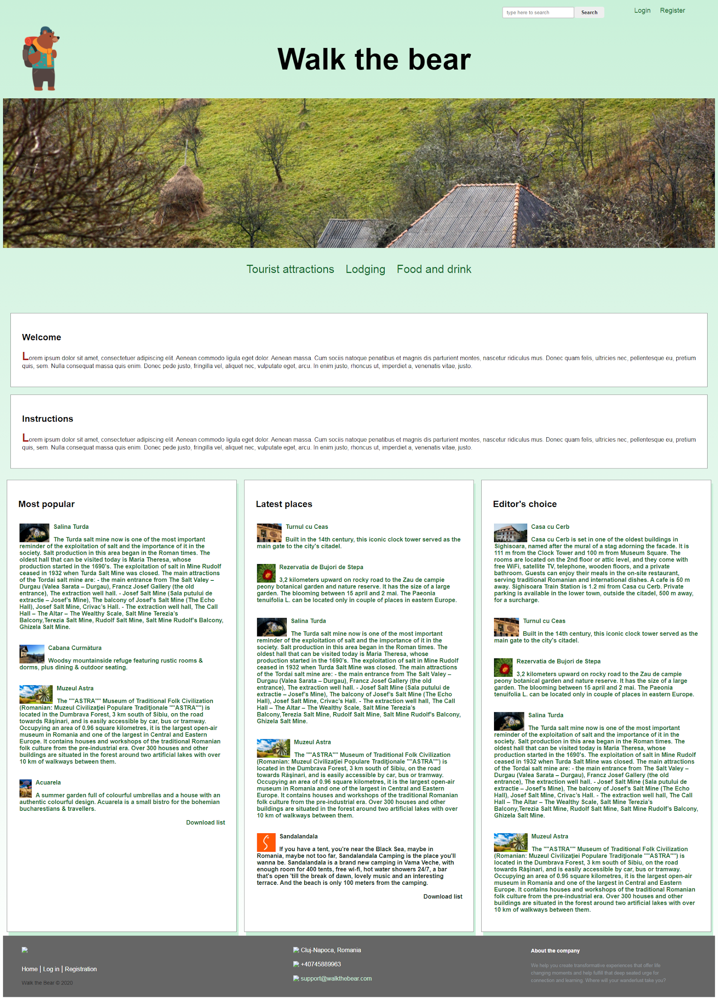 type here to search
Search
Login
Register
Walk the bear
Tourist attractions
Lodging
Food and drink
Welcome
Lorem ipsum dolor sit amet, consectetuer adipiscing elit. Aenean commodo ligula eget dolor. Aenean massa. Cum sociis natoque penatibus et magnis dis parturient montes, nascetur ridiculus mus. Donec quam felis, ultricies nec, pellentesque eu, pretium
quis, sem. Nulla consequat massa quis enim. Donec pede justo, fringilla vel, aliquet nec, vulputate eget, arcu. In enim justo, rhoncus ut, imperdiet a, venenatis vitae, justo.
Instructions
Lorem ipsum dolor sit amet, consectetuer adipiscing elit. Aenean commodo ligula eget dolor. Aenean massa. Cum sociis natoque penatibus et magnis dis parturient montes, nascetur ridiculus mus. Donec quam felis, ultricies nec, pellentesque eu, pretium
quis, sem. Nulla consequat massa quis enim. Donec pede justo, fringilla vel, aliquet nec, vulputate eget, arcu. In enim justo, rhoncus ut, imperdiet a, venenatis vitae, justo.
Most popular
Salina Turda
The Turda salt mine now is one of the most important
reminder of the exploitation of salt and the importance of it in the
society. Salt production in this area began in the Roman times. The
oldest hall that can be visited today is Maria Theresa, whose
production started in the 1690's. The exploitation of salt in Mine Rudolf
ceased in 1932 when Turda Salt Mine was closed. The main attractions
of the Tordai salt mine are: - the main entrance from The Salt Valey –
Durgau (Valea Sarata – Durgau), Francz Josef Gallery (the old
entrance), The extraction well hall. - Josef Salt Mine (Sala putului de
extractie – Josef’s Mine), The balcony of Josef’s Salt Mine (The Echo
Hall), Josef Salt Mine, Crivac’s Hall. - The extraction well hall, The Call
Hall – The Altar – The Wealthy Scale, Salt Mine Terezia’s
Balcony,Terezia Salt Mine, Rudolf Salt Mine, Salt Mine Rudolf’s Balcony,
Ghizela Salt Mine.
Cabana Curmătura
Woodsy mountainside refuge featuring rustic rooms &
dorms, plus dining & outdoor seating.
Muzeul Astra
The ""ASTRA"" Museum of Traditional Folk Civilization
(Romanian: Muzeul Civilizaţiei Populare Tradiţionale ""ASTRA"") is
located in the Dumbrava Forest, 3 km south of Sibiu, on the road
towards Răşinari, and is easily accessible by car, bus or tramway.
Occupying an area of 0.96 square kilometres, it is the largest open-air
museum in Romania and one of the largest in Central and Eastern
Europe. It contains houses and workshops of the traditional Romanian
folk culture from the pre-industrial era. Over 300 houses and other
buildings are situated in the forest around two artificial lakes with over
10 km of walkways between them.
Acuarela
A summer garden full of colourful umbrellas and a house with an
authentic colourful design. Acuarela is a small bistro for the bohemian
bucharestians & travellers.
Download list
Latest places
Turnul cu Ceas
Built in the 14th century, this iconic clock tower served as the
main gate to the city's citadel.
Rezervatia de Bujori de Stepa
3,2 kilometers upward on rocky road to the Zau de campie
peony botanical garden and nature reserve. It has the size of a large
garden. The blooming between 15 april and 2 mai. The Paeonia
tenuifolia L. can be located only in couple of places in eastern Europe.
Salina Turda
The Turda salt mine now is one of the most important
reminder of the exploitation of salt and the importance of it in the
society. Salt production in this area began in the Roman times. The
oldest hall that can be visited today is Maria Theresa, whose
production started in the 1690's. The exploitation of salt in Mine Rudolf
ceased in 1932 when Turda Salt Mine was closed. The main attractions
of the Tordai salt mine are: - the main entrance from The Salt Valey –
Durgau (Valea Sarata – Durgau), Francz Josef Gallery (the old
entrance), The extraction well hall. - Josef Salt Mine (Sala putului de
extractie – Josef’s Mine), The balcony of Josef’s Salt Mine (The Echo
Hall), Josef Salt Mine, Crivac’s Hall. - The extraction well hall, The Call
Hall – The Altar – The Wealthy Scale, Salt Mine Terezia’s
Balcony,Terezia Salt Mine, Rudolf Salt Mine, Salt Mine Rudolf’s Balcony,
Ghizela Salt Mine.
Muzeul Astra
The ""ASTRA"" Museum of Traditional Folk Civilization
(Romanian: Muzeul Civilizaţiei Populare Tradiţionale ""ASTRA"") is
located in the Dumbrava Forest, 3 km south of Sibiu, on the road
towards Răşinari, and is easily accessible by car, bus or tramway.
Occupying an area of 0.96 square kilometres, it is the largest open-air
museum in Romania and one of the largest in Central and Eastern
Europe. It contains houses and workshops of the traditional Romanian
folk culture from the pre-industrial era. Over 300 houses and other
buildings are situated in the forest around two artificial lakes with over
10 km of walkways between them.
Sandalandala
If you have a tent, you're near the Black Sea, maybe in
Romania, maybe not too far, Sandalandala Camping is the place you'll
wanna be. Sandalandala is a brand new camping in Vama Veche, with
enough room for 400 tents, free wi-fi, hot water showers 24/7, a bar
that's open 'till the break of dawn, lovely music and an interesting
terrace. And the beach is only 100 meters from the camping.
Download list
Editor's choice
Casa cu Cerb
Casa cu Cerb is set in one of the oldest buildings in
Sighisoara, named after the mural of a stag adorning the facade. It is
111 m from the Clock Tower and 100 m from Museum Square. The
rooms are located on the 2nd floor or attic level, and they come with
free WiFi, satellite TV, telephone, wooden floors, and a private
bathroom. Guests can enjoy their meals in the on-site restaurant,
serving traditional Romanian and international dishes. A cafe is 50 m
away. Sighisoara Train Station is 1.2 mi from Casa cu Cerb. Private
parking is available in the lower town, outside the citadel, 500 m away,
for a surcharge.
Turnul cu Ceas
Built in the 14th century, this iconic clock tower served as the
main gate to the city's citadel.
Rezervatia de Bujori de Stepa
3,2 kilometers upward on rocky road to the Zau de campie
peony botanical garden and nature reserve. It has the size of a large
garden. The blooming between 15 april and 2 mai. The Paeonia
tenuifolia L. can be located only in couple of places in eastern Europe.
Salina Turda
The Turda salt mine now is one of the most important
reminder of the exploitation of salt and the importance of it in the
society. Salt production in this area began in the Roman times. The
oldest hall that can be visited today is Maria Theresa, whose
production started in the 1690's. The exploitation of salt in Mine Rudolf
ceased in 1932 when Turda Salt Mine was closed. The main attractions
of the Tordai salt mine are: - the main entrance from The Salt Valey –
Durgau (Valea Sarata – Durgau), Francz Josef Gallery (the old
entrance), The extraction well hall. - Josef Salt Mine (Sala putului de
extractie – Josef’s Mine), The balcony of Josef’s Salt Mine (The Echo
Hall), Josef Salt Mine, Crivac’s Hall. - The extraction well hall, The Call
Hall – The Altar – The Wealthy Scale, Salt Mine Terezia’s
Balcony,Terezia Salt Mine, Rudolf Salt Mine, Salt Mine Rudolf’s Balcony,
Ghizela Salt Mine.
Muzeul Astra
The ""ASTRA"" Museum of Traditional Folk Civilization
(Romanian: Muzeul Civilizaţiei Populare Tradiţionale ""ASTRA"") is
located in the Dumbrava Forest, 3 km south of Sibiu, on the road
towards Răşinari, and is easily accessible by car, bus or tramway.
Occupying an area of 0.96 square kilometres, it is the largest open-air
museum in Romania and one of the largest in Central and Eastern
Europe. It contains houses and workshops of the traditional Romanian
folk culture from the pre-industrial era. Over 300 houses and other
buildings are situated in the forest around two artificial lakes with over
10 km of walkways between them.
Home | Log in | Registration
Walk the Bear © 2020
Cluj-Napoca, Romania
+40745889963
support@walkthebear.com
About the company
We help you create transformative experiences that offer life
changing moments and help fulfill that deep seated urge for
connection and learning. Where will your wanderlust take you?